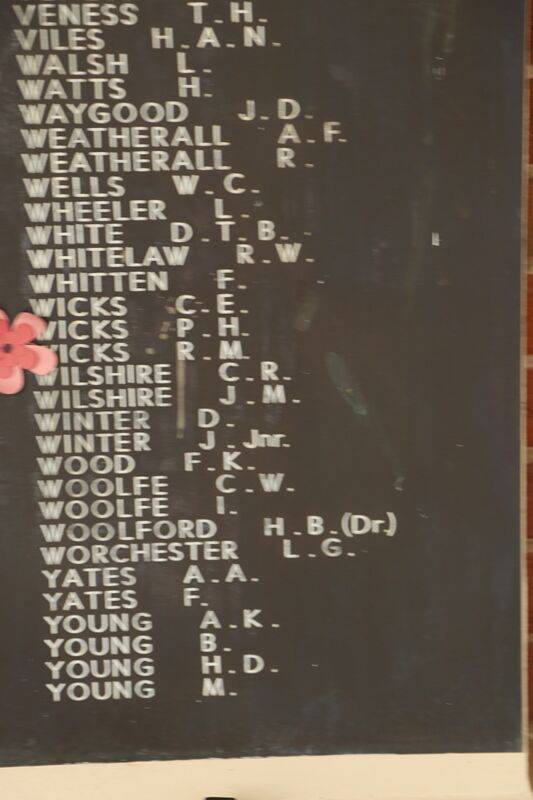 VENESS T.H.
VILES H.A.N.
WALSH L.
WATTS H.
WAYGOOD J.D.
WEATHERALL A.F.
WEATHERALL R.
WELLS W.C.
WHEELER L.
WHITE D.T.B.
WHITELAW R.W.
WHITTEN F.
WICKS C.E.
WICKS P.H.
WICKS R.M.
WILSHIRE C.R.
WILSHIRE J.M.
WINTER D.
WINTER J. Jnr.
WOOD F.K.
WOOLFE C.W.
WOOLFE I.
WOOLFORD H.B.(Dr.)
WORCHESTER L.G.
YATES A.A.
YATES F.
YOUNG A.K.
YOUNG B.
YOUNG H.D.
YOUNG M.